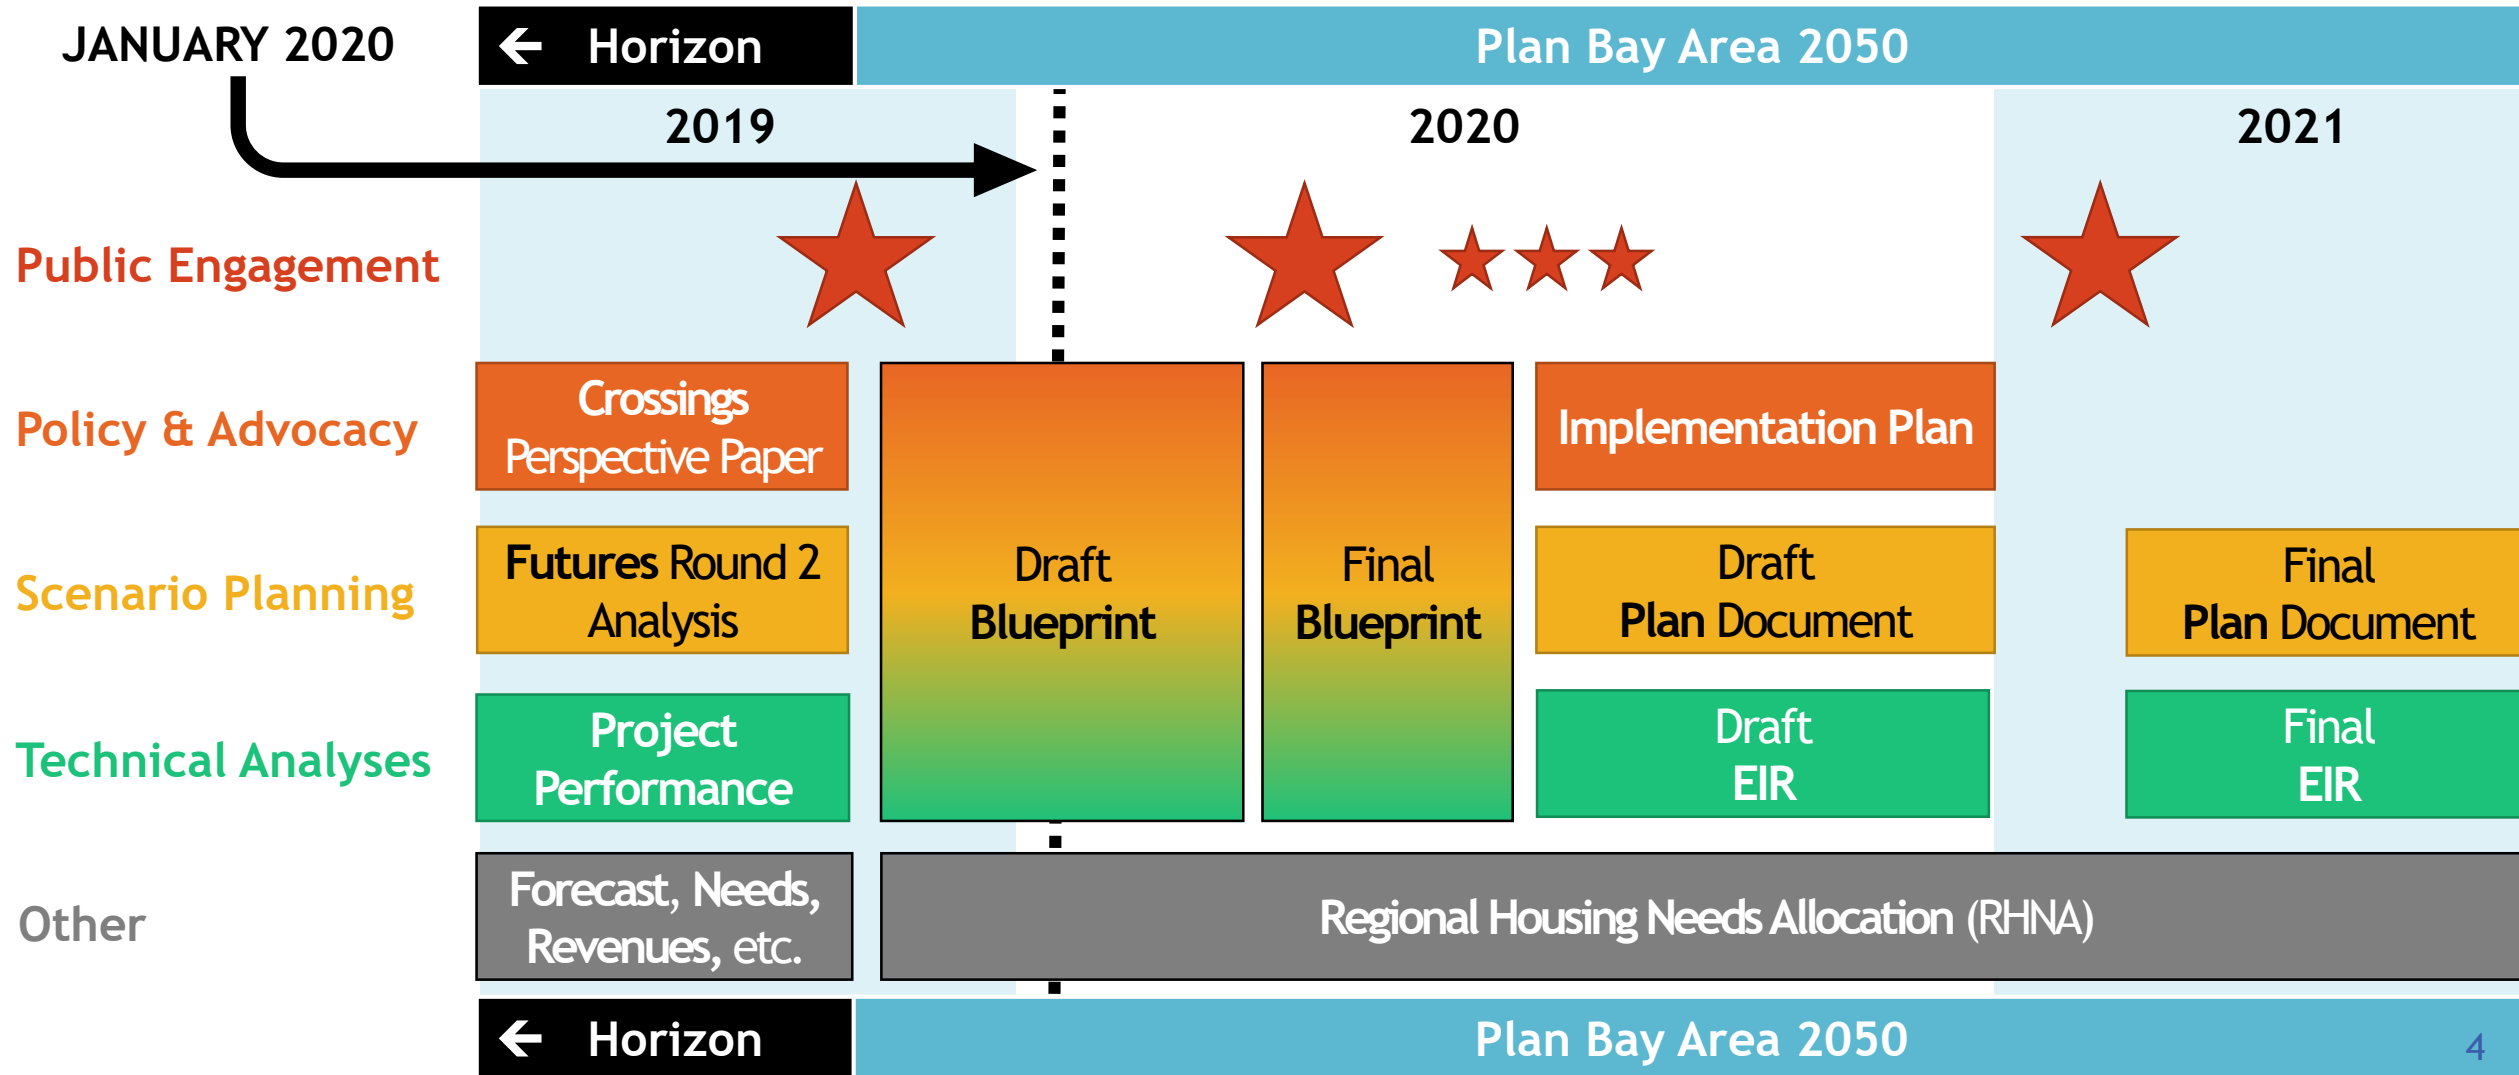 JANUARY 2020
← Horizon
Plan Bay Area 2050
2019
2020
2021
Public Engagement
Policy & Advocacy
Crossings
Perspective Paper
Implementation Plan
Scenario Planning
Futures Round 2
Analysis
Draft
Blueprint
Final
Blueprint
Draft
Plan Document
Final
Plan Document
Technical Analyses
Project
Performance
Draft
EIR
Final
EIR
Other
Forecast, Needs,
Revenues, etc.
Regional Housing Needs Allocation (RHNA)
← Horizon
Plan Bay Area 2050
4